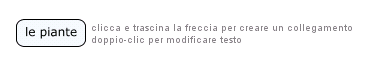 le piante
clicca e trascina la freccia per creare un collegamento
doppio-clic per modificare testo